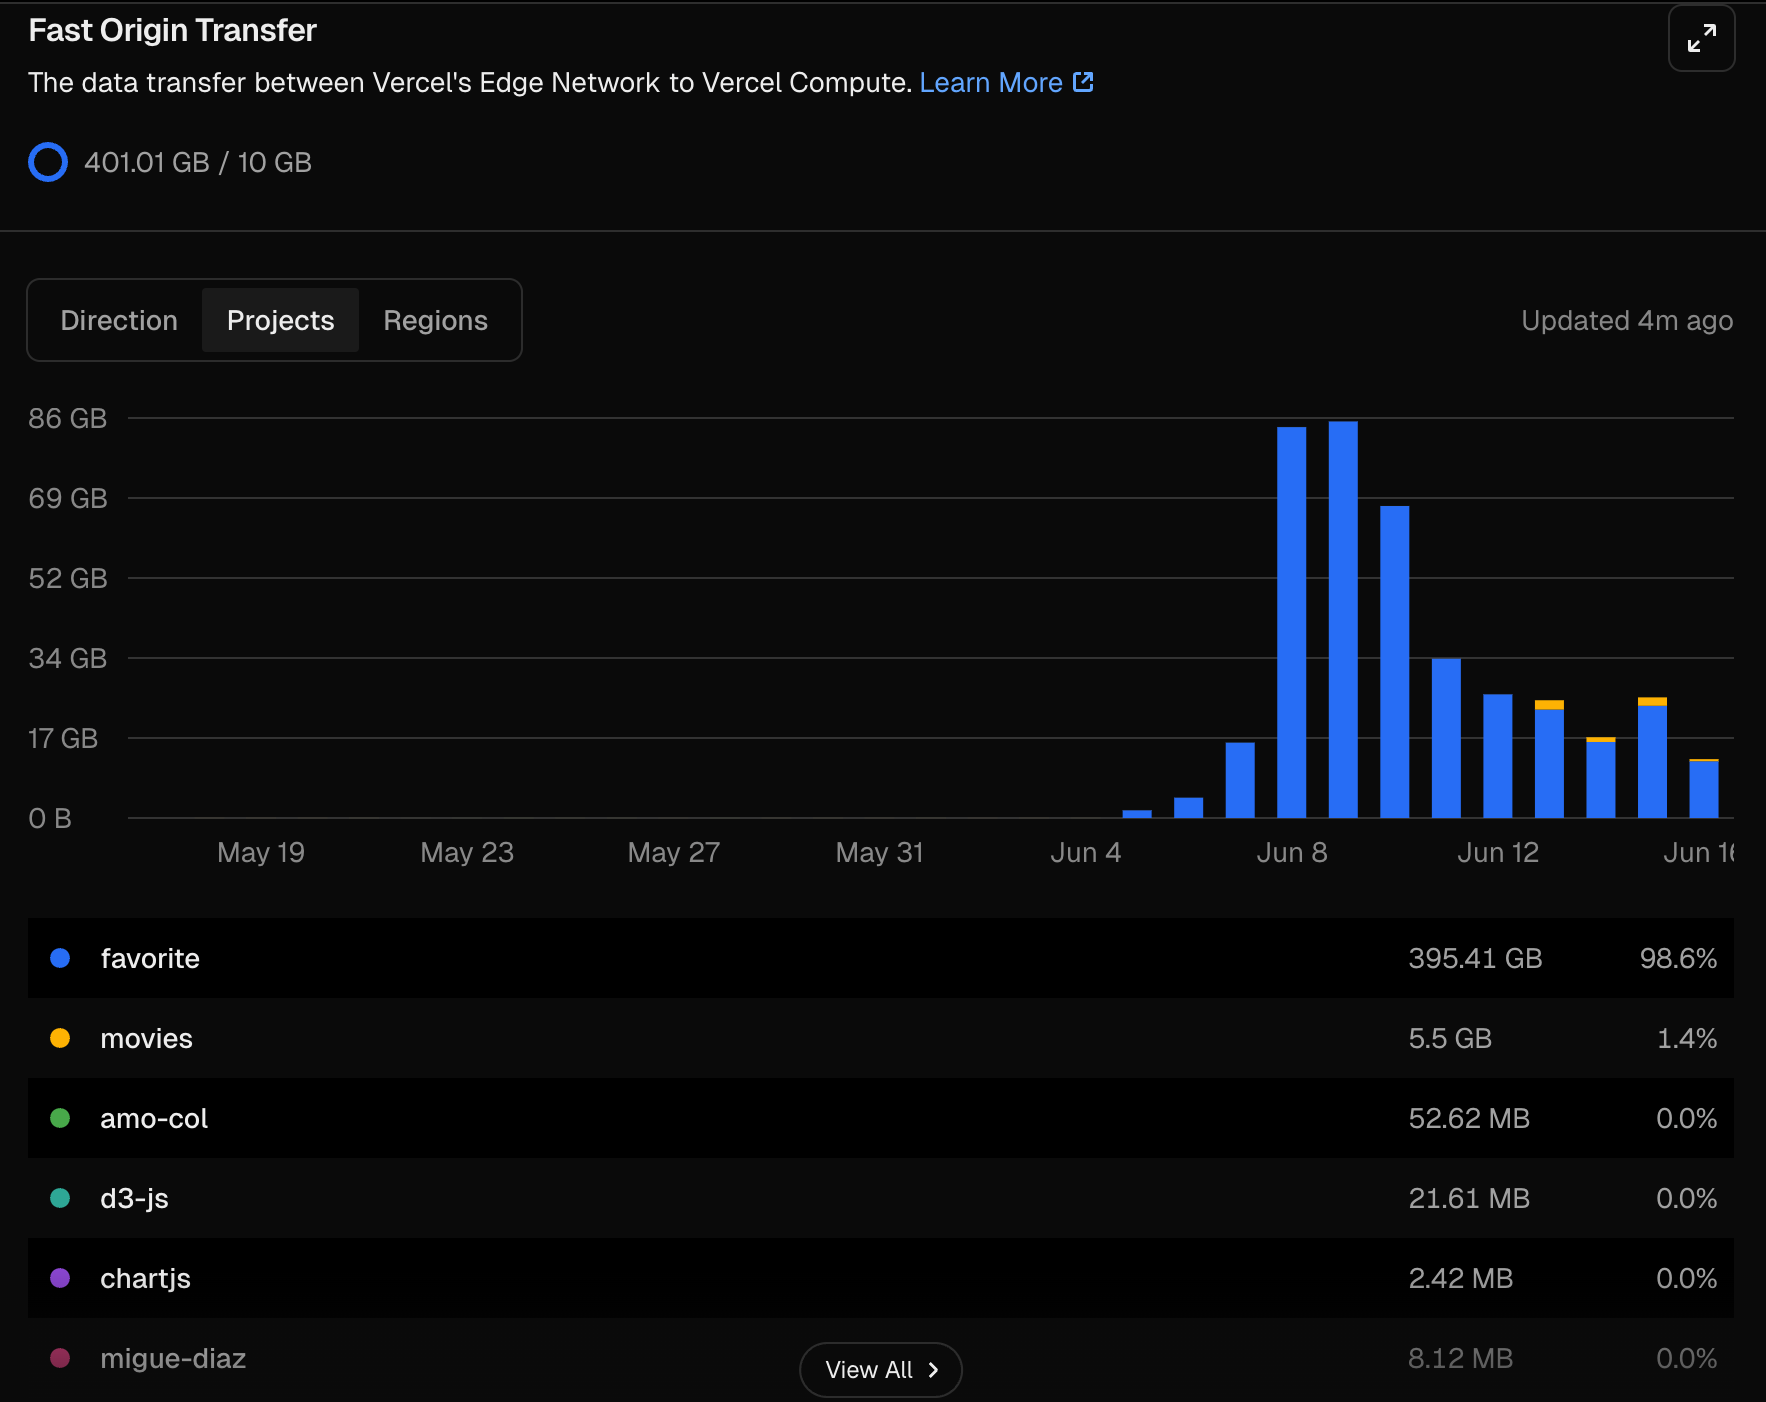 Fast Origin Transfer
The data transfer between Vercel's Edge Network to Vercel Compute. Learn More
401.01 GB / 10 GB
Direction Projects Regions
Updated 4m ago
86 GB
69 GB
52 GB
34 GB
17 GB
0 B
May 19 May 23 May 27 May 31 Jun 4 Jun 8 Jun 12 Jun 16
favorite 395.41 GB 98.6%
movies 5.5 GB 1.4%
amo-col 52.62 MB 0.0%
d3-js 21.61 MB 0.0%
chartjs 2.42 MB 0.0%
migue-diaz 8.12 MB 0.0%
View All